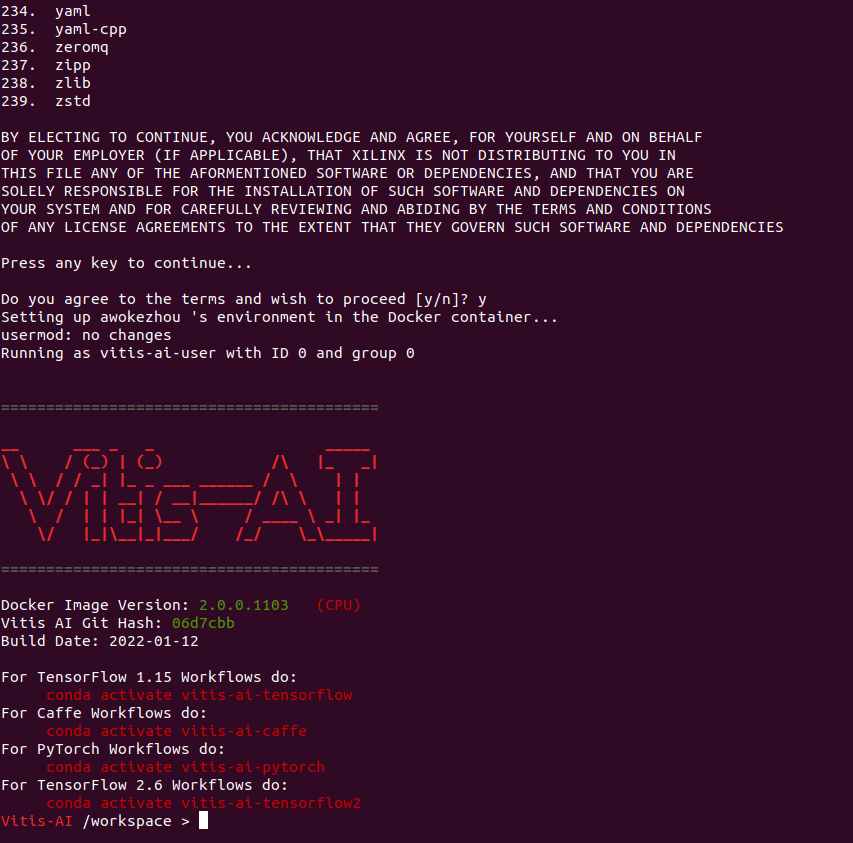 234.  yaml
235.  yaml-cpp
236.  zeromq
237.  zipp
238.  zlib
239.  zstd
BY ELECTING TO CONTINUE, YOU ACKNOWLEDGE AND AGREE, FOR YOURSELF AND ON BEHALF
OF YOUR EMPLOYER (IF APPLICABLE), THAT XILINX IS NOT DISTRIBUTING TO YOU IN
THIS FILE ANY OF THE AFORMENTIONED SOFTWARE OR DEPENDENCIES, AND THAT YOU ARE
SOLELY RESPONSIBLE FOR THE INSTALLATION OF SUCH SOFTWARE AND DEPENDENCIES ON
YOUR SYSTEM AND FOR CAREFULLY REVIEWING AND ABIDING BY THE TERMS AND CONDITIONS
OF ANY LICENSE AGREEMENTS TO THE EXTENT THAT THEY GOVERN SUCH SOFTWARE AND DEPENDENCIES
Press any key to continue...
Do you agree to the terms and wish to proceed [y/n]? y
Setting up awokezhou 's environment in the Docker container...
usermod: no changes
Running as vitis-ai-user with ID 0 and group 0
==========================================
Vitis-AI
==========================================
Docker Image Version: 2.0.0.1103   (CPU)
Vitis AI Git Hash: 06d7cbb
Build Date: 2022-01-12
For TensorFlow 1.15 Workflows do:
     conda activate vitis-ai-tensorflow
For Caffe Workflows do:
     conda activate vitis-ai-caffe
For PyTorch Workflows do:
     conda activate vitis-ai-pytorch
For TensorFlow 2.6 Workflows do:
     conda activate vitis-ai-tensorflow2
Vitis-AI /workspace >